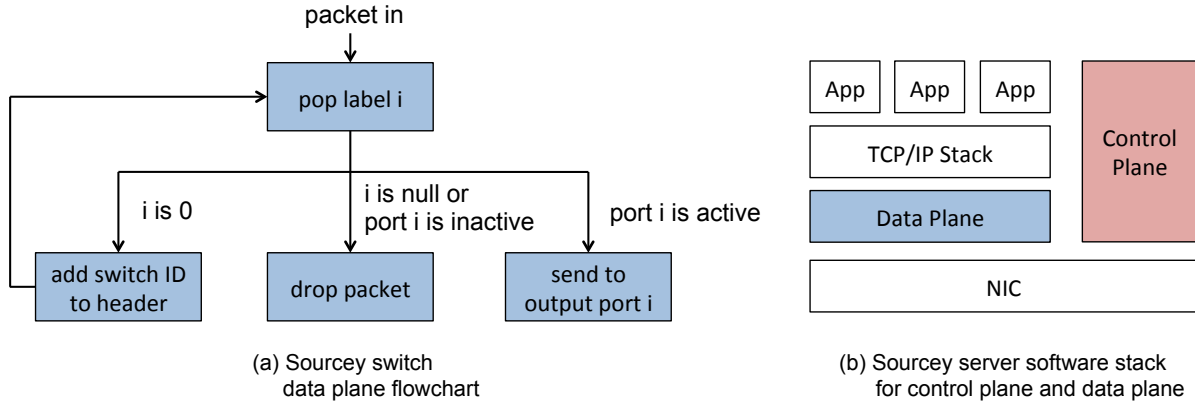 packet in
pop label i
i is 0
i is null or
port i is inactive
port i is active
add switch ID
to header
drop packet
send to
output port i
(a) Sourcey switch
data plane flowchart
App
App
App
TCP/IP Stack
Data Plane
Control
Plane
NIC
(b) Sourcey server software stack
for control plane and data plane